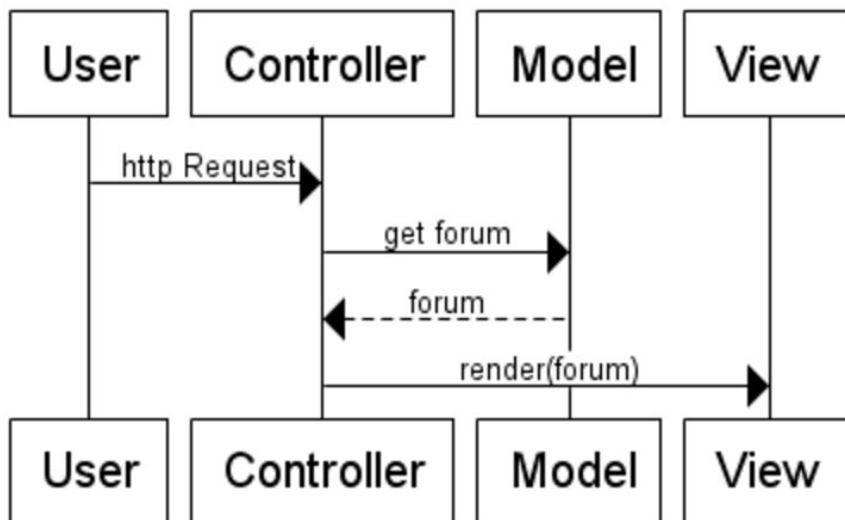 User Controller Model View
http Request
get forum
forum
render(forum)
User Controller Model View